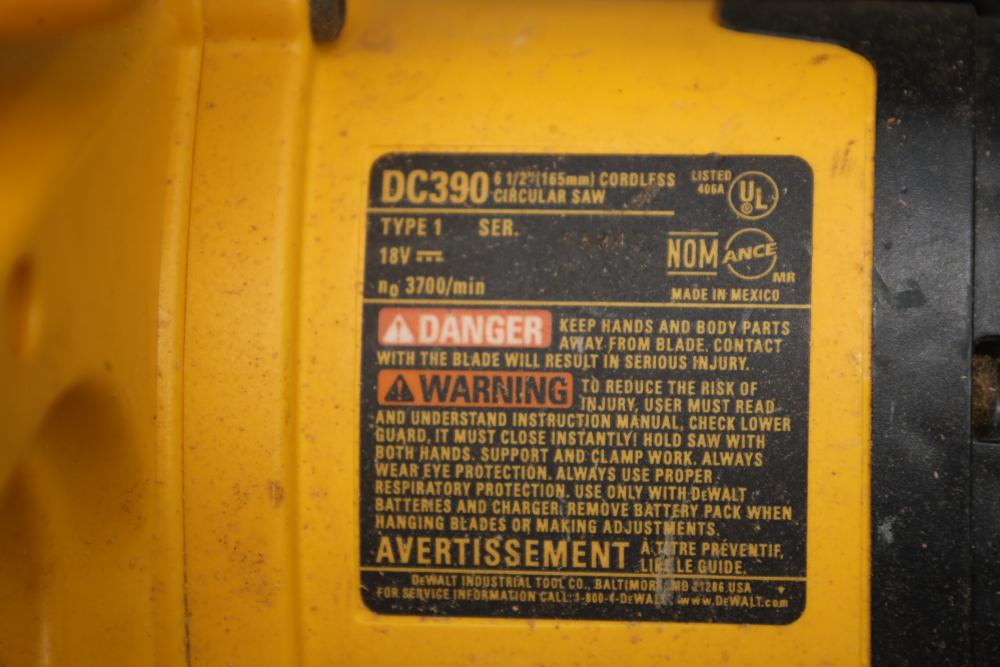 DC390 6 1/2" (165mm) CORDLESS
CIRCULAR SAW
LISTED
406A
UL
TYPE 1 SER.
18V
NOM ANCE MR
n0 3700/min
MADE IN MEXICO
DANGER KEEP HANDS AND BODY PARTS
AWAY FROM BLADE. CONTACT
WITH THE BLADE WILL RESULT IN SERIOUS INJURY.
WARNING TO REDUCE THE RISK OF
INJURY, USER MUST READ
AND UNDERSTAND INSTRUCTION MANUAL, CHECK LOWER
GUARD, IT MUST CLOSE INSTANTLY! HOLD SAW WITH
BOTH HANDS. SUPPORT AND CLAMP WORK. ALWAYS
WEAR EYE PROTECTION. ALWAYS USE PROPER
RESPIRATORY PROTECTION. USE ONLY WITH DEWALT
BATTERIES AND CHARGER. REMOVE BATTERY PACK WHEN
HANGING BLADES OR MAKING ADJUSTMENTS.
AVERTISSEMENT À TITRE PRÉVENTIF,
LIRE LE GUIDE.
DEWALT INDUSTRIAL TOOL CO., BALTIMORE, MD 21286 USA
FOR SERVICE INFORMATION CALL: 1-800-4-DEWALT www.DEWALT.com